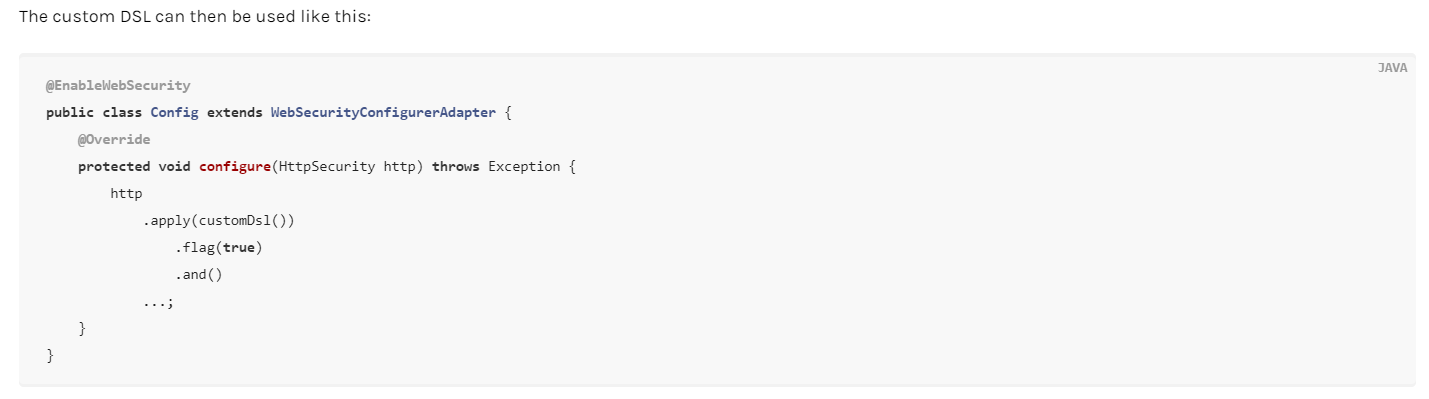 The custom DSL can then be used like this:
JAVA
@EnableWebSecurity
public class Config extends WebSecurityConfigurerAdapter {
    @Override
    protected void configure(HttpSecurity http) throws Exception {
        http
            .apply(customDsl())
                .flag(true)
                .and()
            ...;
    }
}